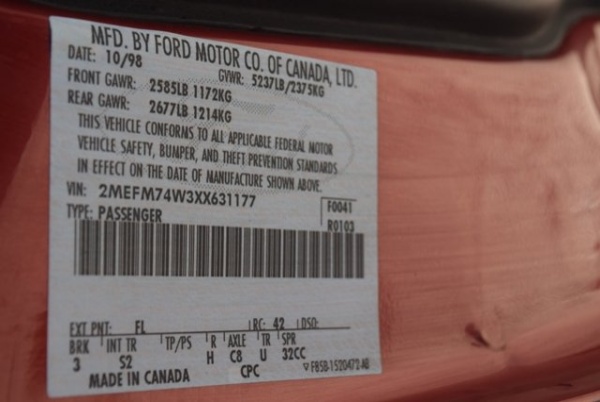 MFD. BY FORD MOTOR CO. OF CANADA, LTD.
DATE: 10/98 GVWR: 5237LB/2375KG
FRONT GAWR: 2585LB 1172KG
REAR GAWR: 2677LB 1214KG
THIS VEHICLE CONFORMS TO ALL APPLICABLE FEDERAL MOTOR
VEHICLE SAFETY, BUMPER, AND THEFT PREVENTION STANDARDS
IN EFFECT ON THE DATE OF MANUFACTURE SHOWN ABOVE.
VIN: 2MEFM74W3XX631177 F0041
TYPE: PASSENGER R0103
EXT PNT: FL RC: 42 DSO:
BRK INT TR TP/PS R AXLE TR SPR
3 S2 H C8 U 32CC
MADE IN CANADA CPC F85B-1520472-AB